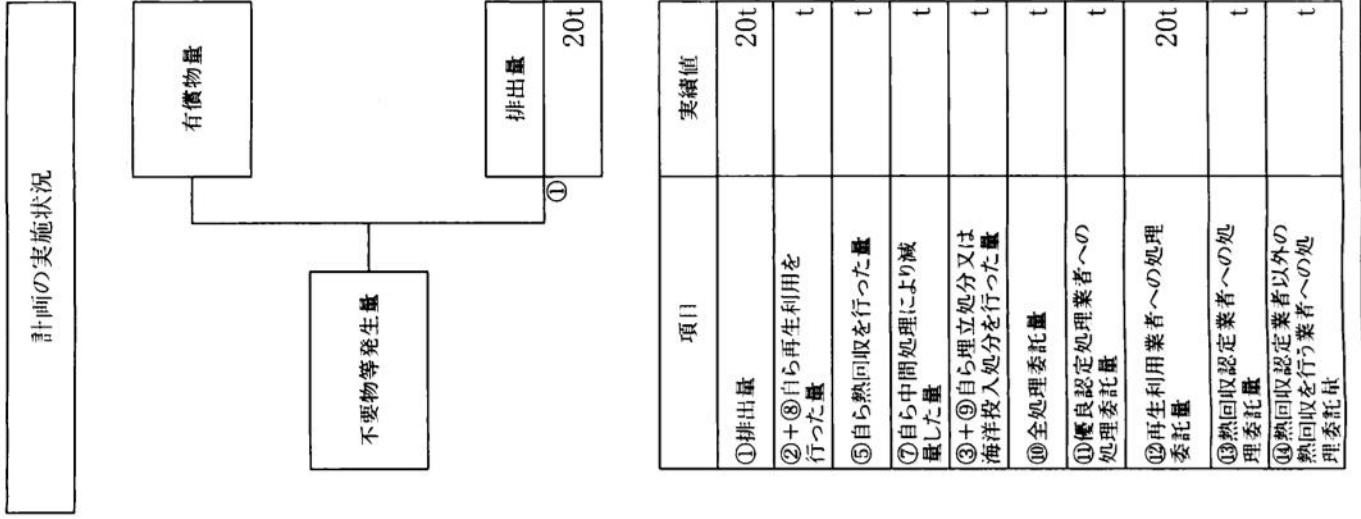 計画の実施状況
有償物量
不要物等発生量
排出量
①
20t
項目
実績値
①排出量
20t
②+⑧自ら再生利用を
行った量
t
⑤自ら熱回収を行った量
t
⑦自ら中間処理により減
量した量
t
③+⑨自ら埋立処分又は
海洋投入処分を行った量
t
⑩全処理委託量
t
⑪優良認定処理業者への
処理委託量
t
⑫再生利用業者への処理
委託量
20t
⑬熱回収認定業者への処
理委託量
t
⑭熱回収認定業者以外の
熱回収を行う業者への処
理委託量
t